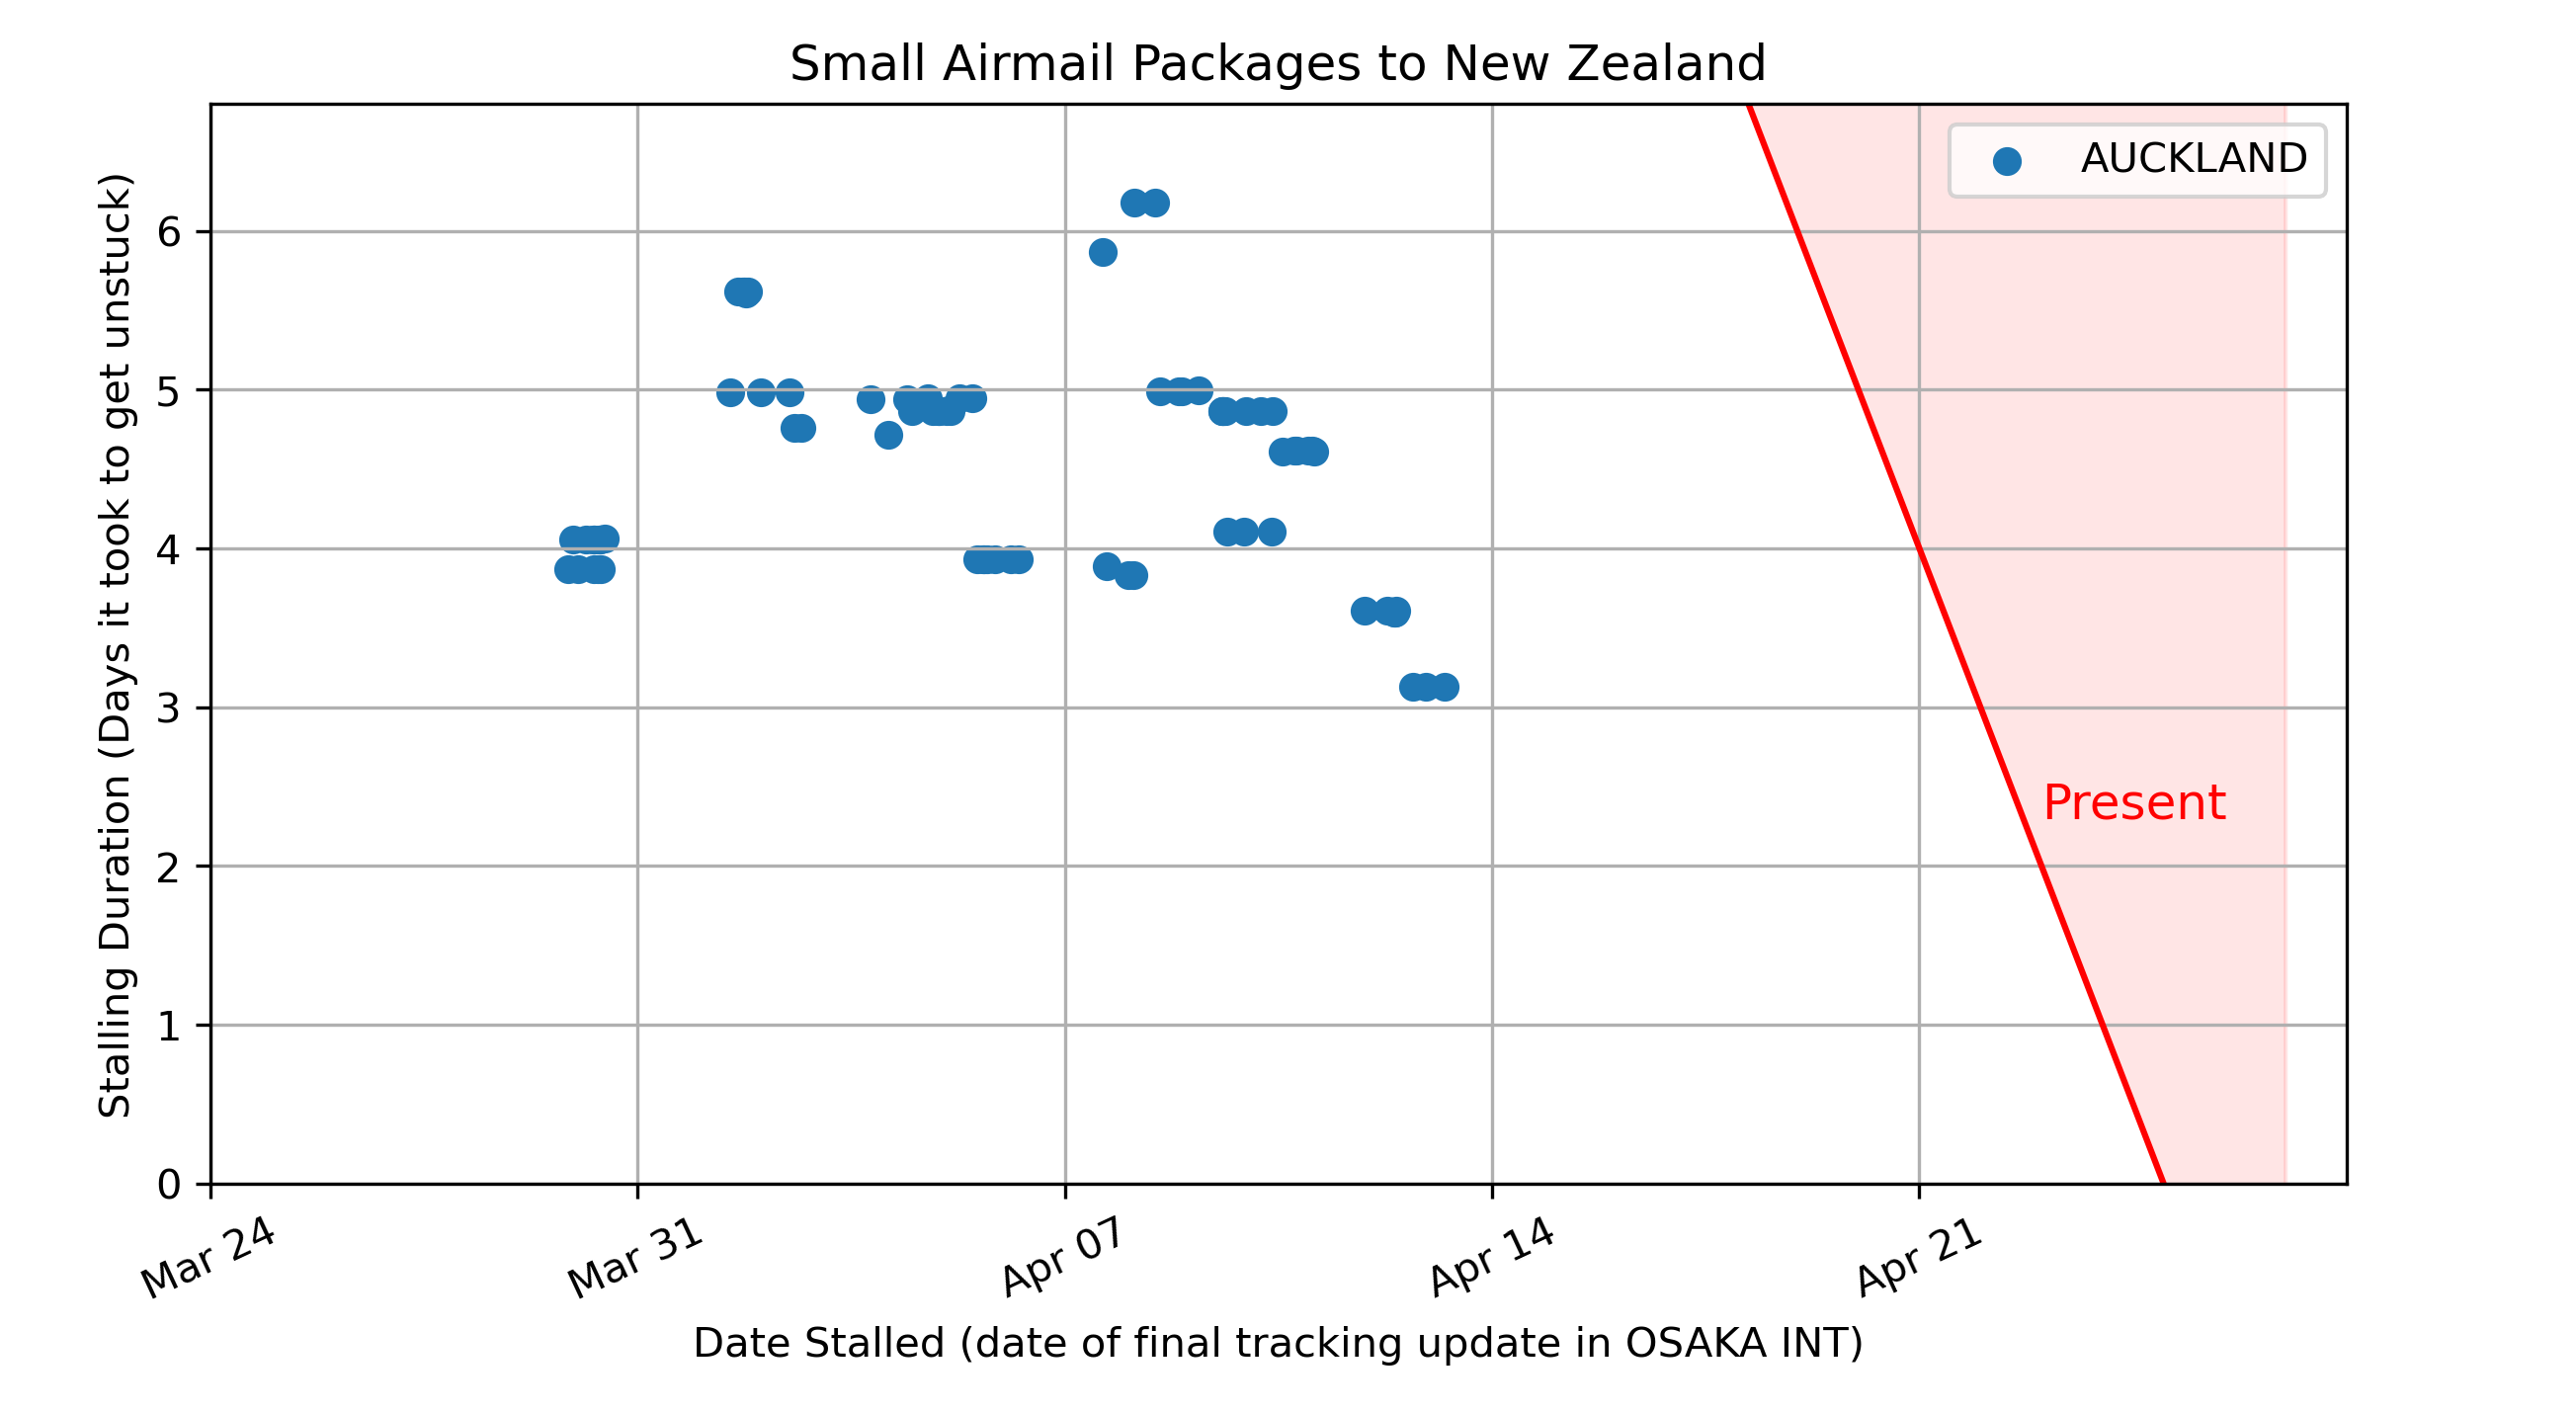 Small Airmail Packages to New Zealand
AUCKLAND
Stalling Duration (Days it took to get unstuck)
6
5
4
3
2
1
0
Present
Mar 24
Mar 31
Apr 07
Apr 14
Apr 21
Date Stalled (date of final tracking update in OSAKA INT)